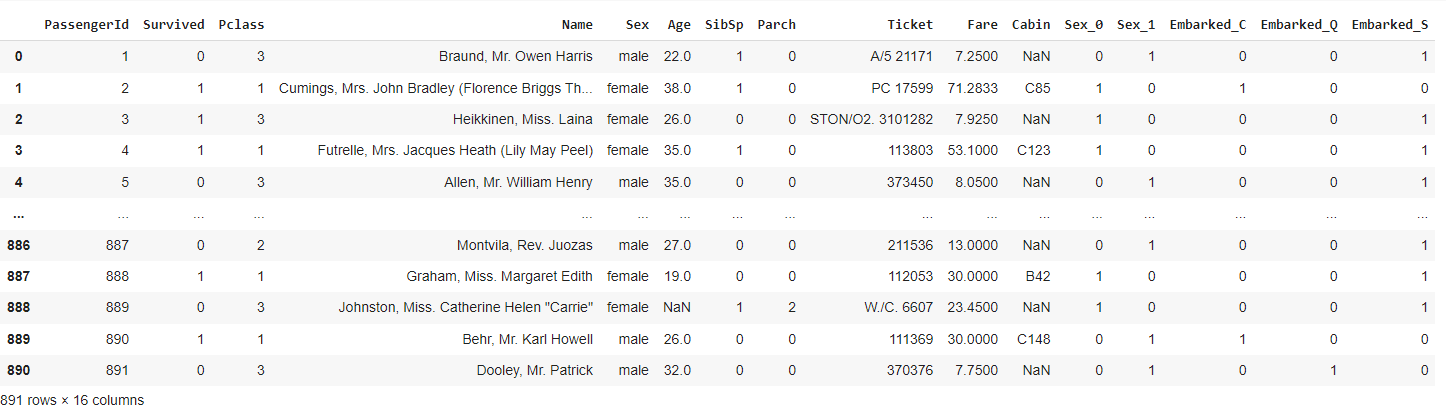 PassengerId Survived Pclass Name Sex Age SibSp Parch Ticket Fare Cabin Sex_0 Sex_1 Embarked_C Embarked_Q Embarked_S
0 1 0 3 Braund, Mr. Owen Harris male 22.0 1 0 A/5 21171 7.2500 NaN 0 1 0 0 1
1 2 1 1 Cumings, Mrs. John Bradley (Florence Briggs Th... female 38.0 1 0 PC 17599 71.2833 C85 1 0 1 0 0
2 3 1 3 Heikkinen, Miss. Laina female 26.0 0 0 STON/O2. 3101282 7.9250 NaN 1 0 0 0 1
3 4 1 1 Futrelle, Mrs. Jacques Heath (Lily May Peel) female 35.0 1 0 113803 53.1000 C123 1 0 0 0 1
4 5 0 3 Allen, Mr. William Henry male 35.0 0 0 373450 8.0500 NaN 0 1 0 0 1
... ... ... ... ... ... ... ... ... ... ... ... ... ... ... ... ...
886 887 0 2 Montvila, Rev. Juozas male 27.0 0 0 211536 13.0000 NaN 0 1 0 0 1
887 888 1 1 Graham, Miss. Margaret Edith female 19.0 0 0 112053 30.0000 B42 1 0 0 0 1
888 889 0 3 Johnston, Miss. Catherine Helen "Carrie" female NaN 1 2 W./C. 6607 23.4500 NaN 1 0 0 0 1
889 890 1 1 Behr, Mr. Karl Howell male 26.0 0 0 111369 30.0000 C148 0 1 1 0 0
890 891 0 3 Dooley, Mr. Patrick male 32.0 0 0 370376 7.7500 NaN 0 1 0 1 0
891 rows × 16 columns